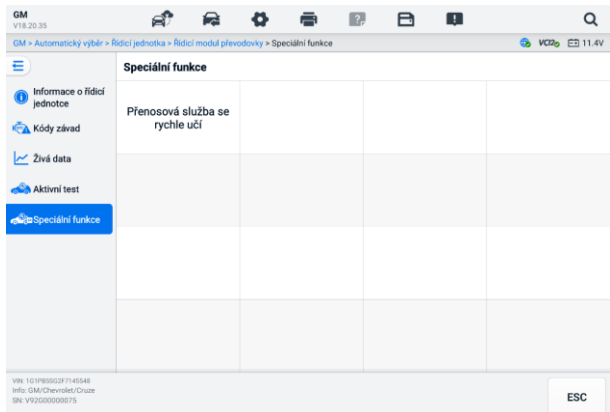 GM
V18.20.35
GM > Automatický výběr > Řídicí jednotka > Řídicí modul převodovky > Speciální funkce
VCI 11.4V
Speciální funkce
Informace o řídicí
jednotce
Kódy závad
Živá data
Aktivní test
Speciální funkce
Přenosová služba se
rychle učí
VIN: 1G1PB5SG2F7145548
Info: GM/Chevrolet/Cruze
SN: V92G00000075
ESC